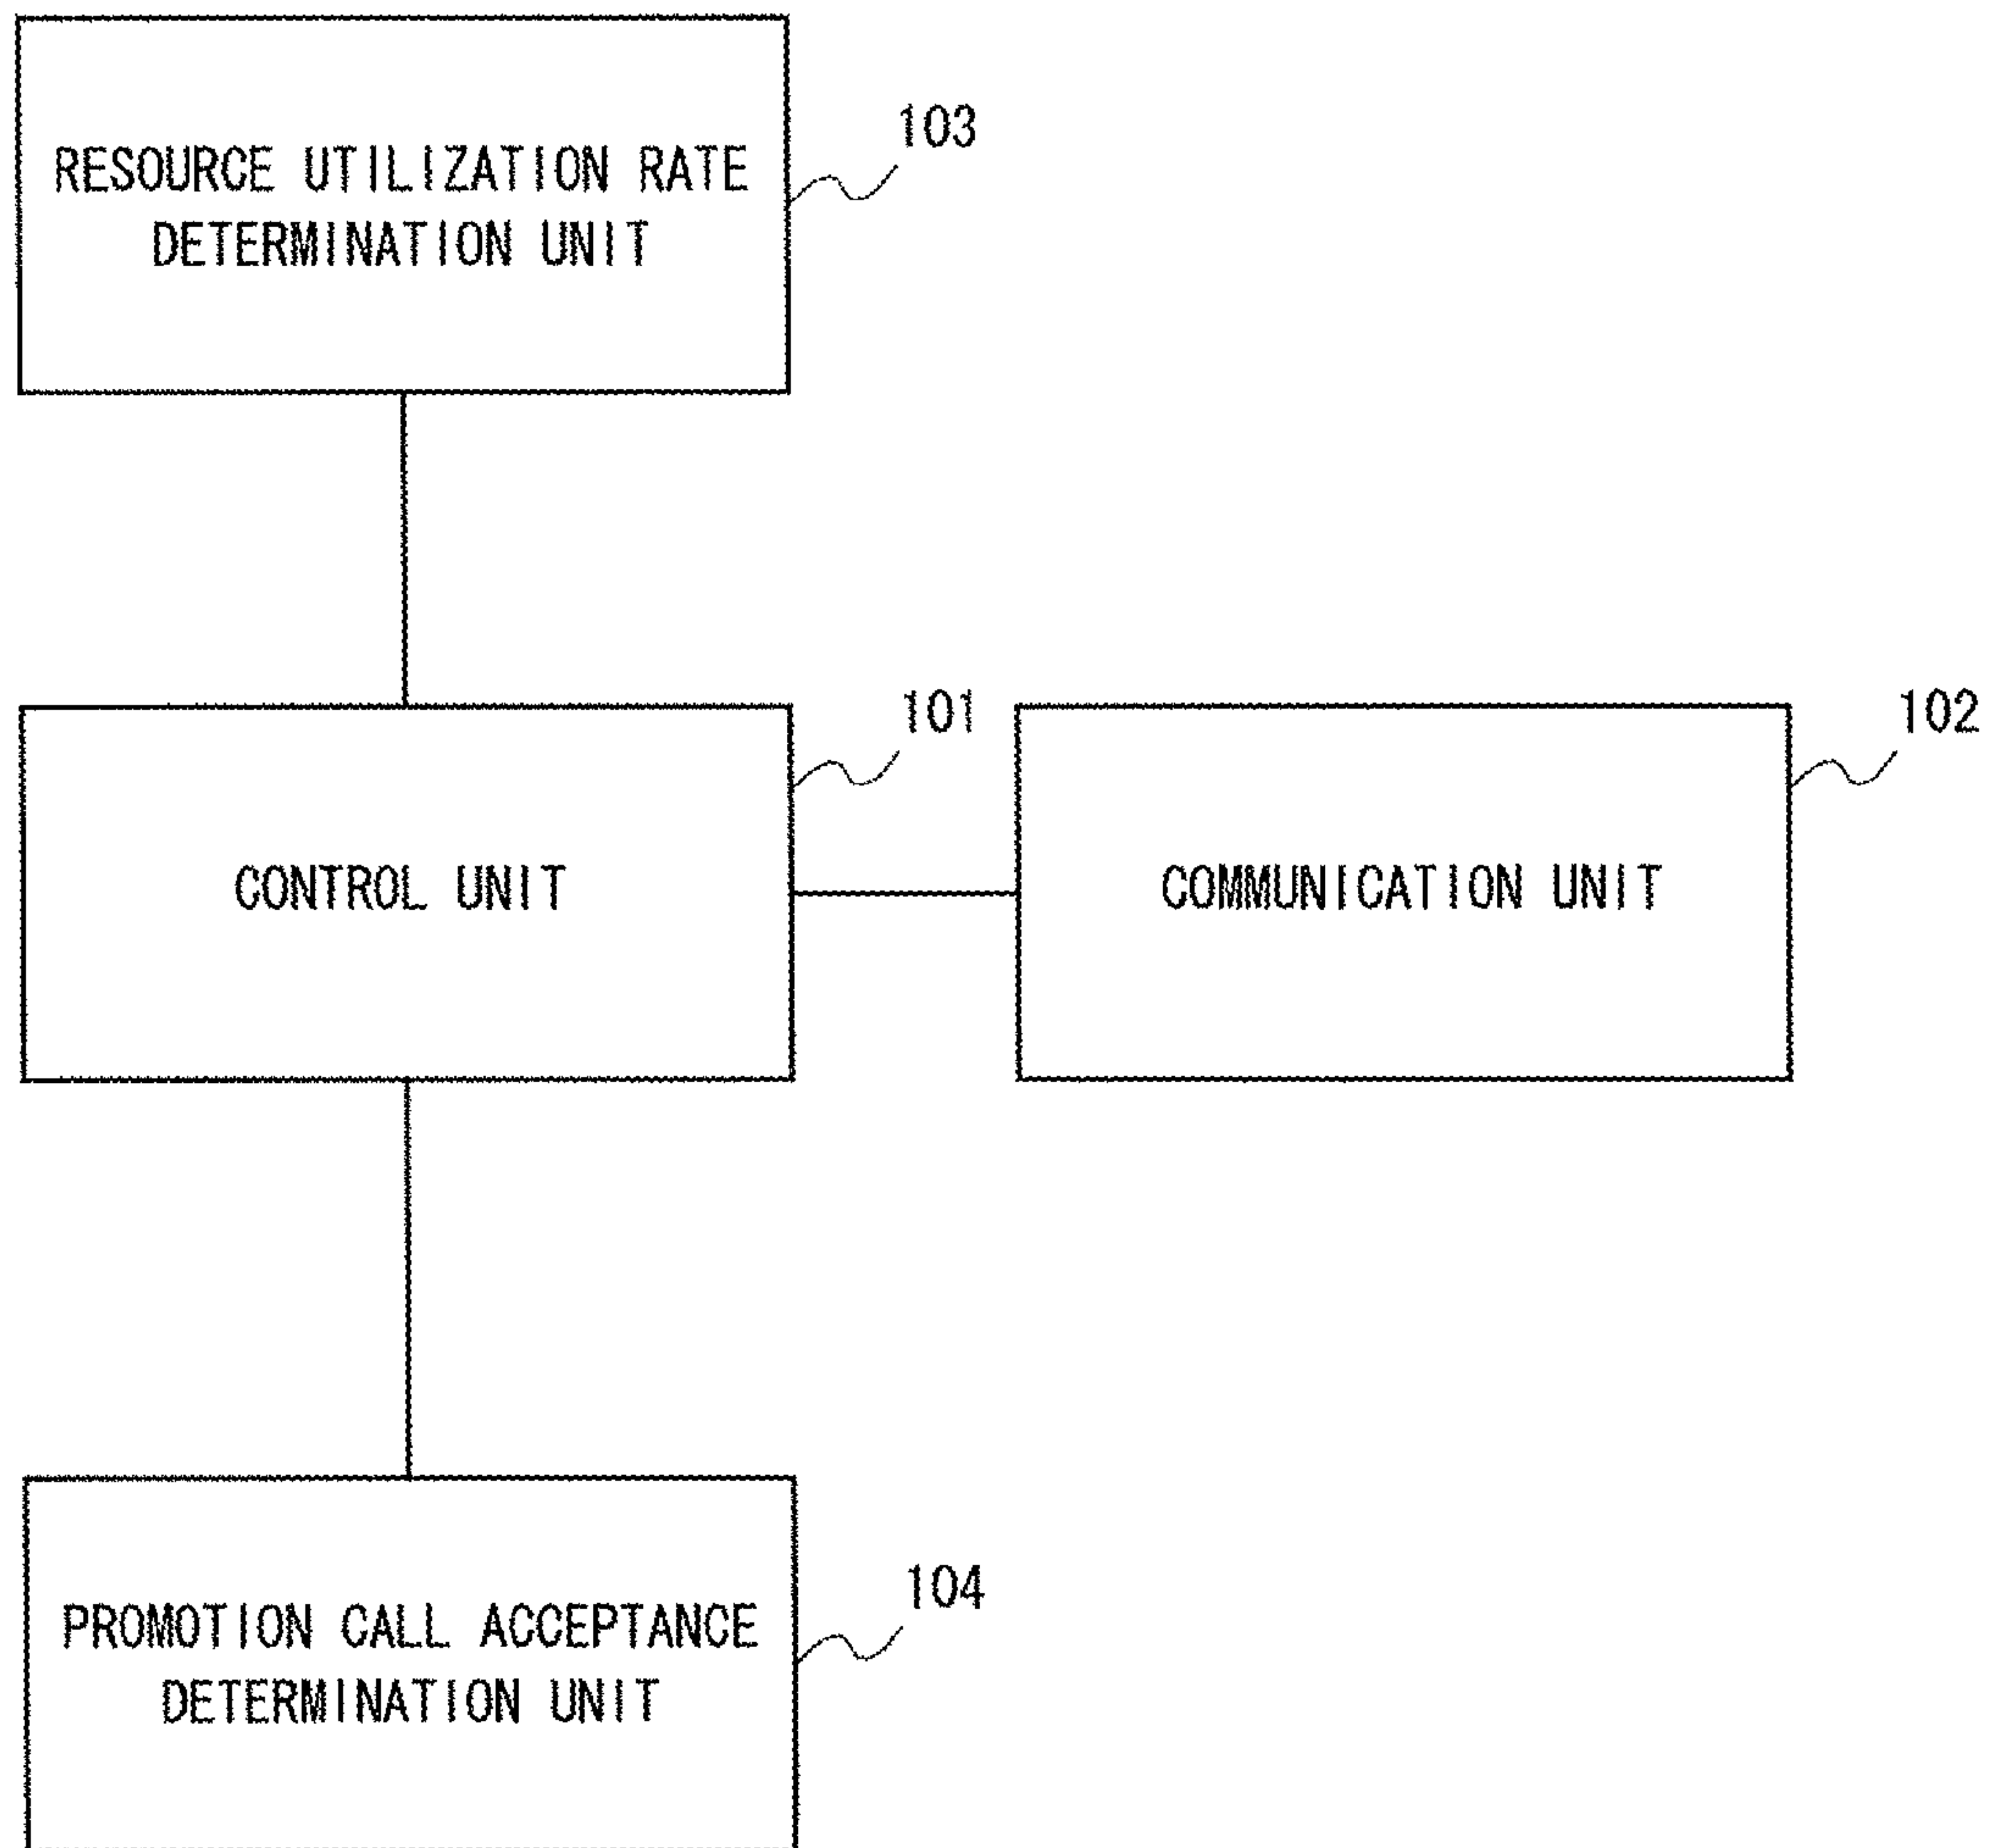 103
RESOURCE UTILIZATION RATE
DETERMINATION UNIT
101
102
CONTROL UNIT
COMMUNICATION UNIT
104
PROMOTION CALL ACCEPTANCE
DETERMINATION UNIT